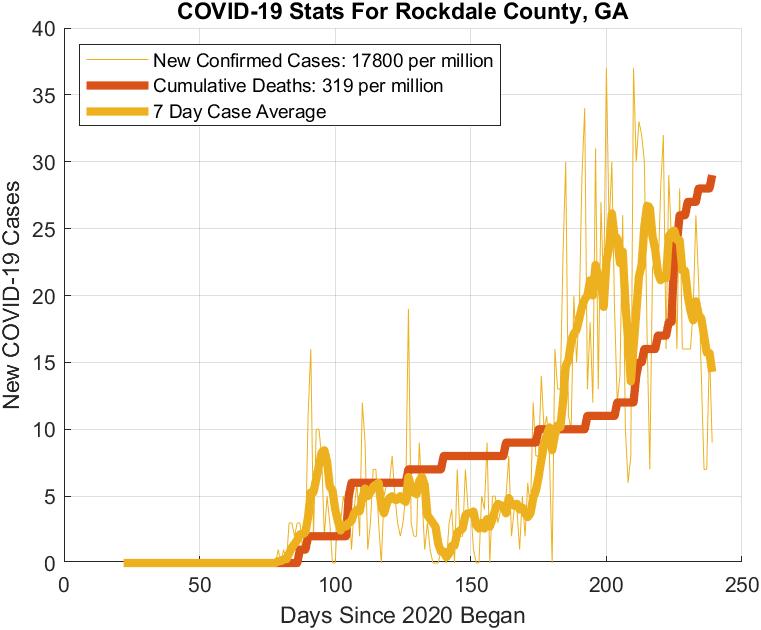 COVID-19 Stats For Rockdale County, GA
New Confirmed Cases: 17800 per million
Cumulative Deaths: 319 per million
7 Day Case Average
New COVID-19 Cases
40
35
30
25
20
15
10
5
0
0 50 100 150 200 250
Days Since 2020 Began